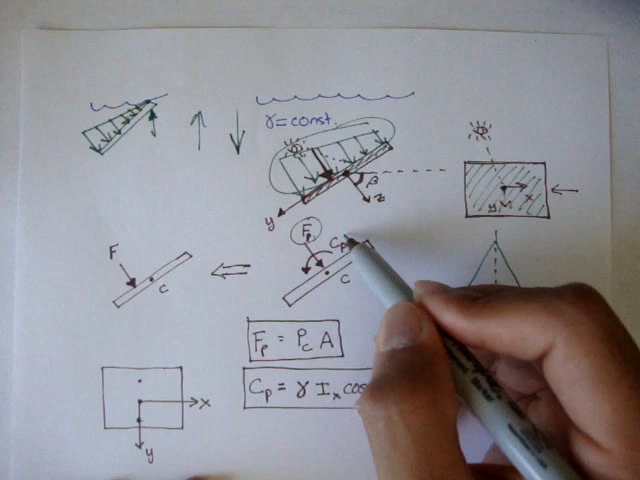 γ = const.
β
y
z
x
y
F
C
Fp
Cp
C
Fp = Pc A
x
y
Cp = γ Ix cos